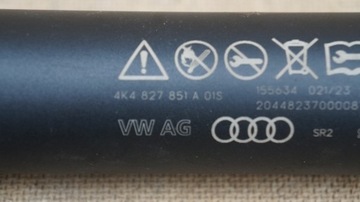 4K4 827 851 A 01S 155634 021/23
2044823700008
VW AG SR2